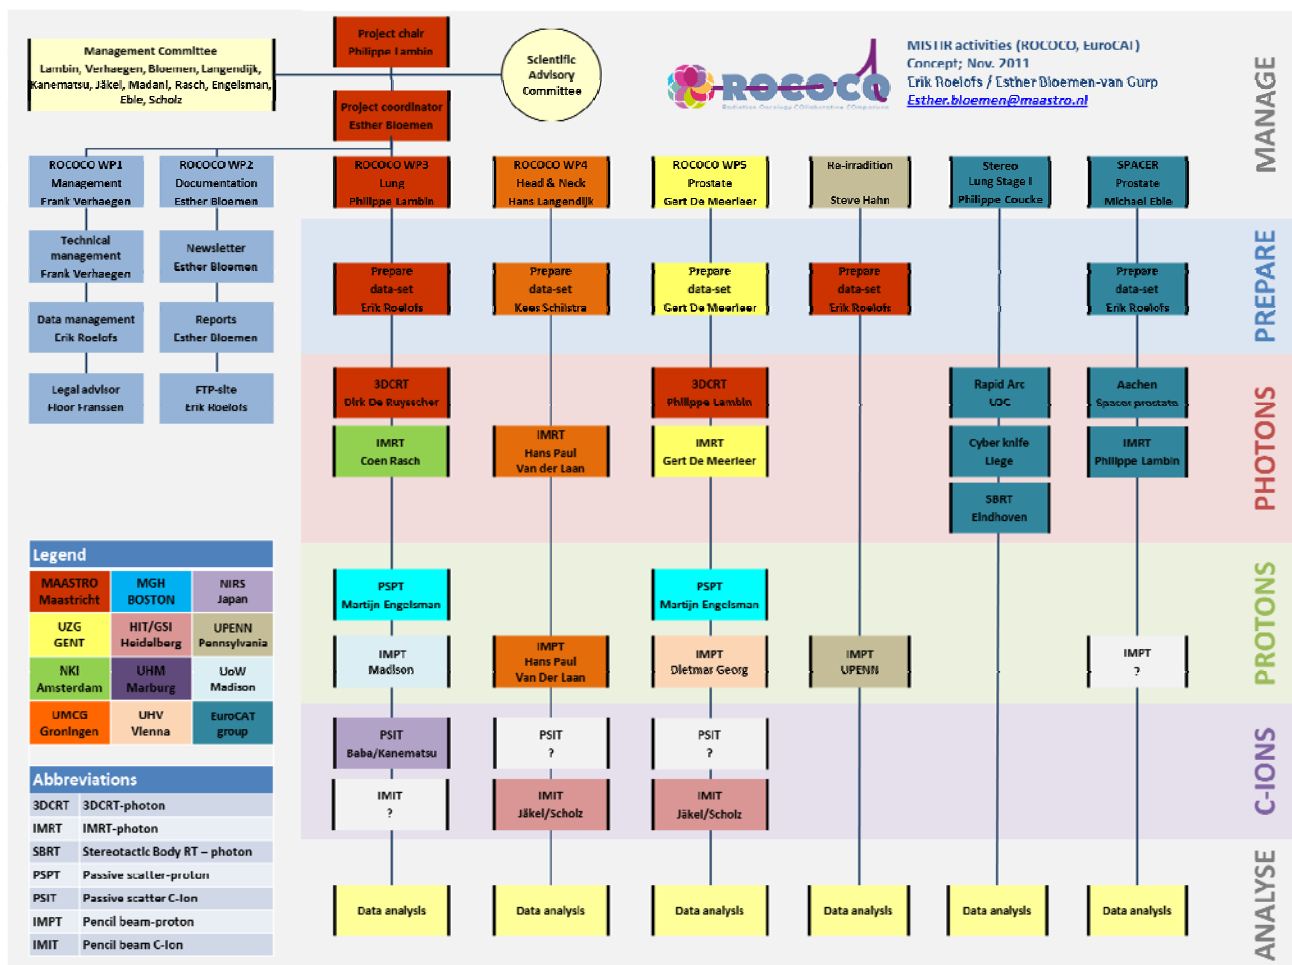 Project chair
Philippe Lambin
Management Committee
Lambin, Verhaegen, Bloemen, Langendijk,
Kanematsu, Jäkel, Madani, Rasch, Engelsman,
Eble, Scholz
Scientific
Advisory
Committee
Project coordinator
Esther Bloemen
ROCOCO
Radiation Oncology COllaborative COmparison
MISTIR activities (ROCOCO, EuroCAT)
Concept; Nov. 2011
Erik Roelofs / Esther Bloemen-van Gurp
Esther.bloemen@maastro.nl
MANAGE
ROCOCO WP1
Management
Frank Verhaegen
ROCOCO WP2
Documentation
Esther Bloemen
ROCOCO WP3
Lung
Philippe Lambin
ROCOCO WP4
Head & Neck
Hans Langendijk
ROCOCO WP5
Prostate
Gert De Meerleer
Re-irradition
Steve Hahn
Stereo
Lung Stage I
Philippe Coucke
SPACER
Prostate
Michael Eble
Technical
management
Frank Verhaegen
Newsletter
Esther Bloemen
Data management
Erik Roelofs
Reports
Esther Bloemen
Legal advisor
Floor Franssen
FTP-site
Erik Roelofs
PREPARE
Prepare
data-set
Erik Roelofs
Prepare
data-set
Kees Schilstra
Prepare
data-set
Gert De Meerleer
Prepare
data-set
Erik Roelofs
Prepare
data-set
Erik Roelofs
PHOTONS
3DCRT
Dirk De Ruysscher
3DCRT
Philippe Lambin
Rapid Arc
UOC
Aachen
Spacer prostate
IMRT
Coen Rasch
IMRT
Hans Paul
Van der Laan
IMRT
Gert De Meerleer
Cyber knife
Liege
IMRT
Philippe Lambin
SBRT
Eindhoven
PROTONS
PSPT
Martijn Engelsman
PSPT
Martijn Engelsman
IMPT
Madison
IMPT
Hans Paul
Van Der Laan
IMPT
Dietmar Georg
IMPT
UPENN
IMPT
?
C-IONS
PSIT
Baba/Kanematsu
PSIT
?
PSIT
?
IMIT
?
IMIT
Jäkel/Scholz
IMIT
Jäkel/Scholz
ANALYSE
Data analysis
Data analysis
Data analysis
Data analysis
Data analysis
Data analysis
Legend
MAASTRO
Maastricht
MGH
BOSTON
NIRS
Japan
UZG
GENT
HIT/GSI
Heidelberg
UPENN
Pennsylvania
NKI
Amsterdam
UHM
Marburg
UoW
Madison
UMCG
Groningen
UHV
Vienna
EuroCAT
group
Abbreviations
3DCRT 3DCRT-photon
IMRT IMRT-photon
SBRT Stereotactic Body RT – photon
PSPT Passive scatter-proton
PSIT Passive scatter C-Ion
IMPT Pencil beam-proton
IMIT Pencil beam C-Ion